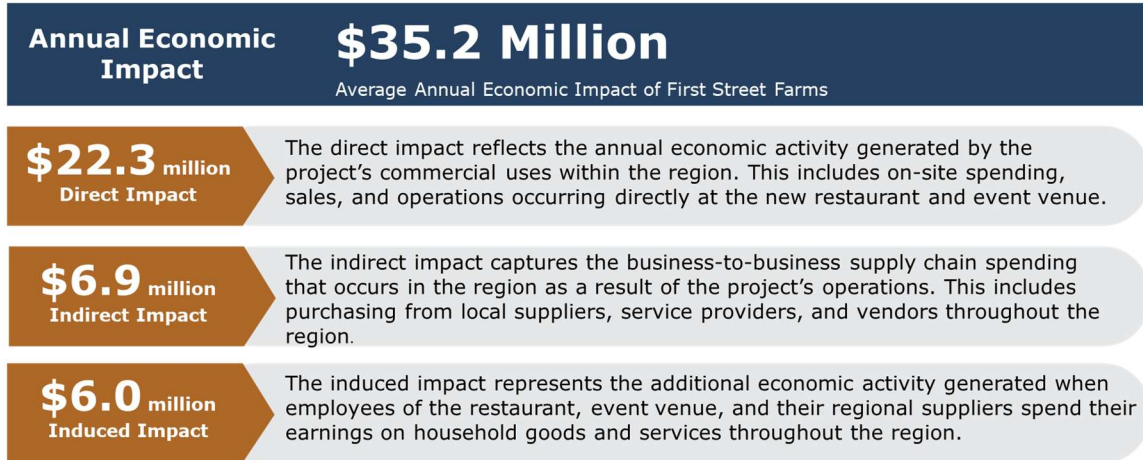 Annual Economic
Impact
$35.2 Million
Average Annual Economic Impact of First Street Farms
$22.3 million
Direct Impact
The direct impact reflects the annual economic activity generated by the
project’s commercial uses within the region. This includes on-site spending,
sales, and operations occurring directly at the new restaurant and event venue.
$6.9 million
Indirect Impact
The indirect impact captures the business-to-business supply chain spending
that occurs in the region as a result of the project’s operations. This includes
purchasing from local suppliers, service providers, and vendors throughout the
region.
$6.0 million
Induced Impact
The induced impact represents the additional economic activity generated when
employees of the restaurant, event venue, and their regional suppliers spend their
earnings on household goods and services throughout the region.